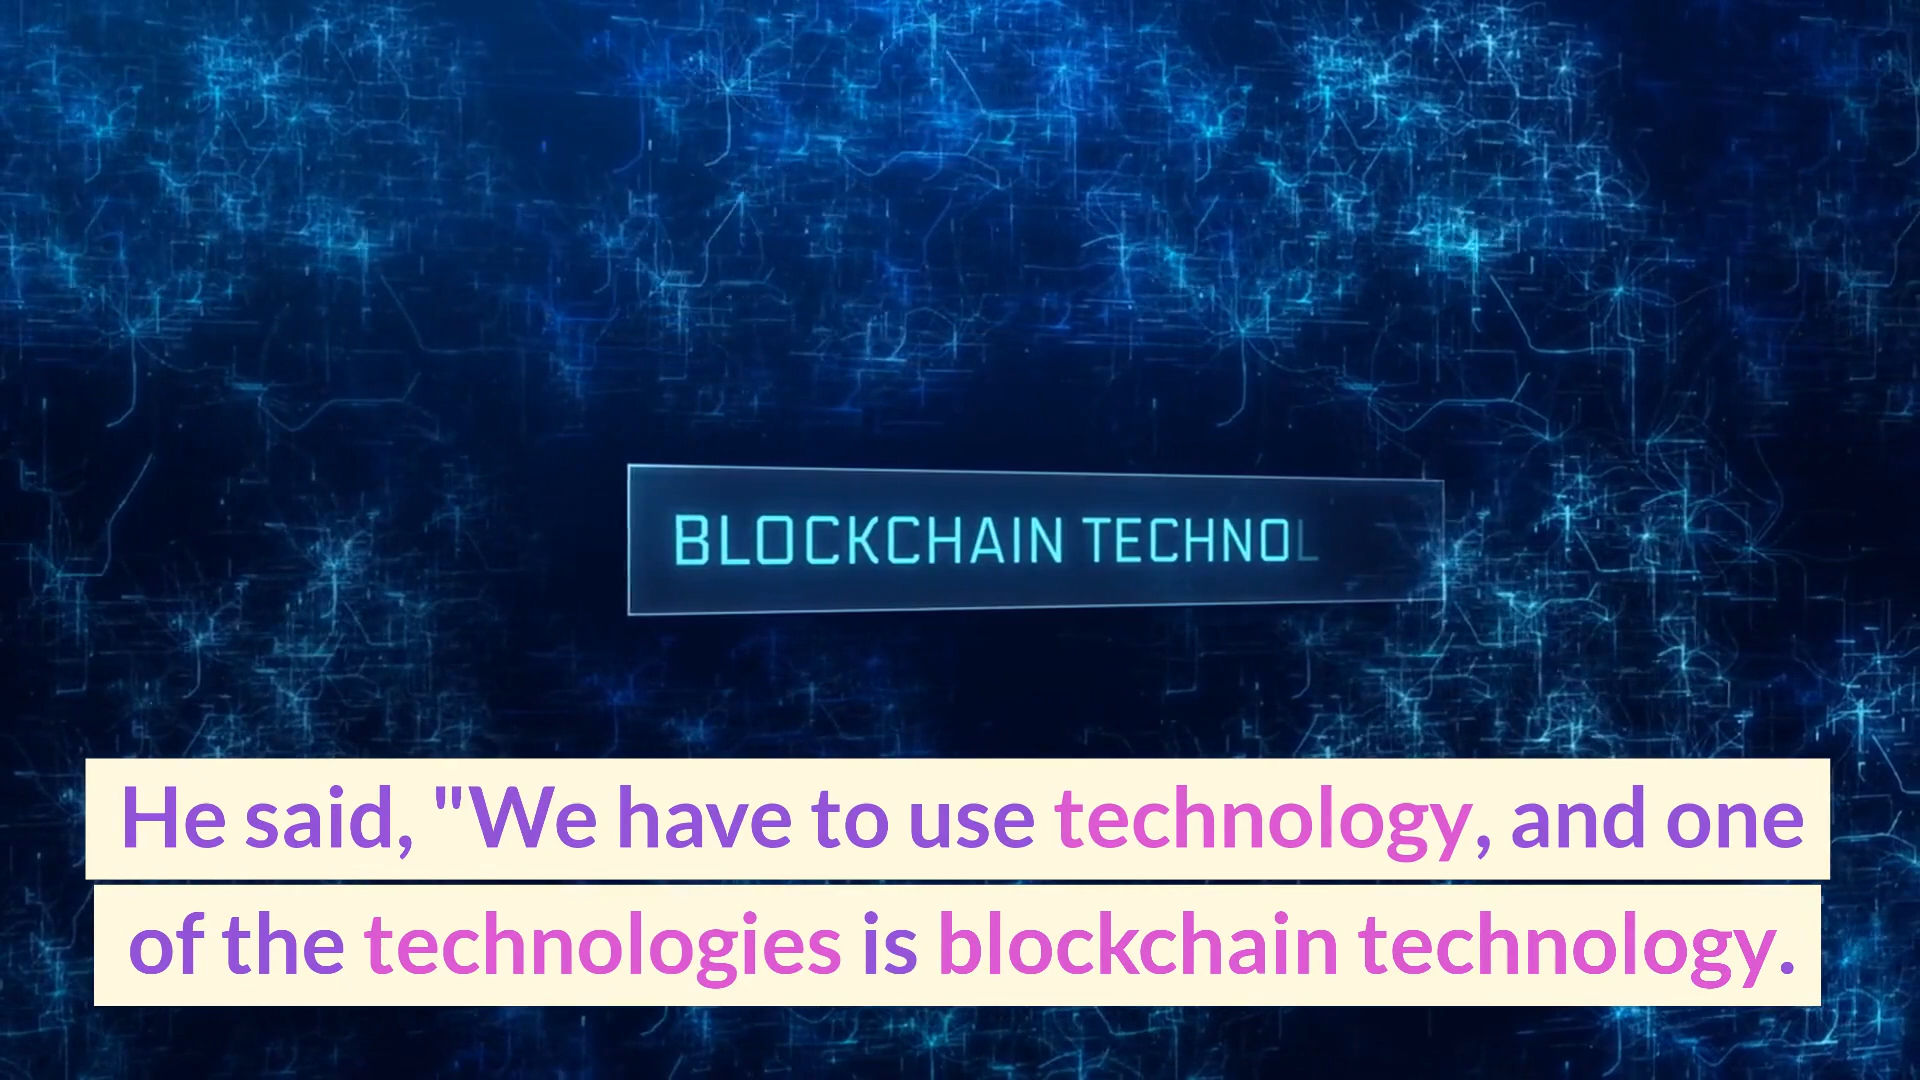 BLOCKCHAIN TECHNOL
He said, "We have to use technology, and one
of the technologies is blockchain technology.